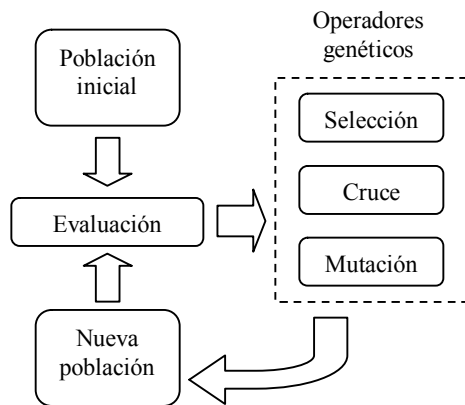 Población
inicial
Evaluación
Nueva
población
Operadores
genéticos
Selección
Cruce
Mutación